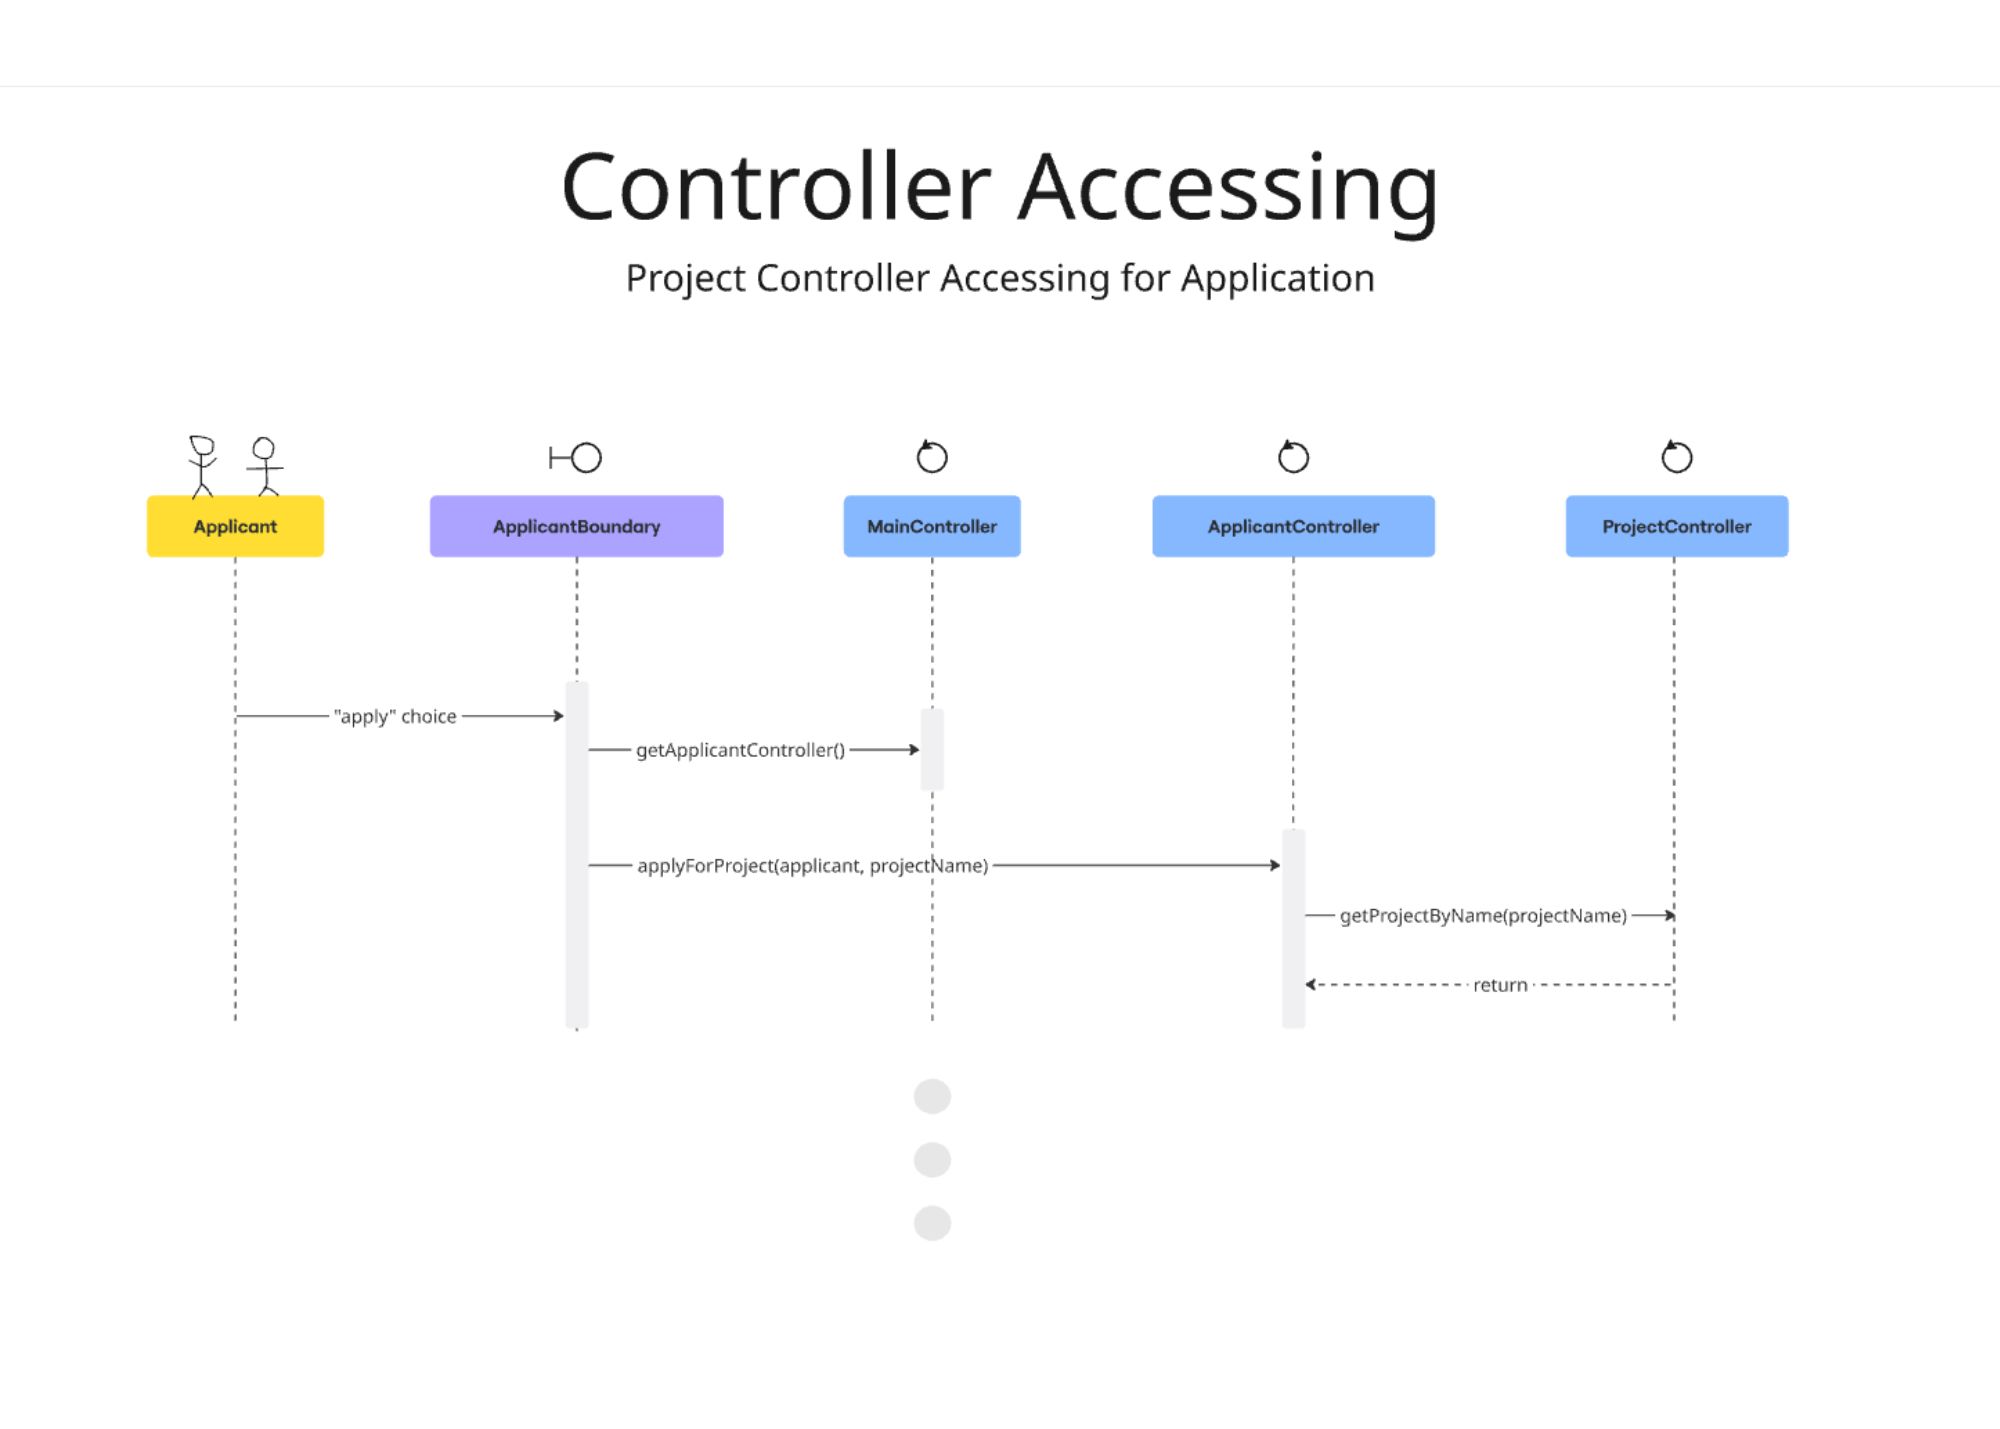 Controller Accessing
Project Controller Accessing for Application
Applicant
ApplicantBoundary
MainController
ApplicantController
ProjectController
"apply" choice
getApplicantController()
applyForProject(applicant, projectName)
getProjectByName(projectName)
return